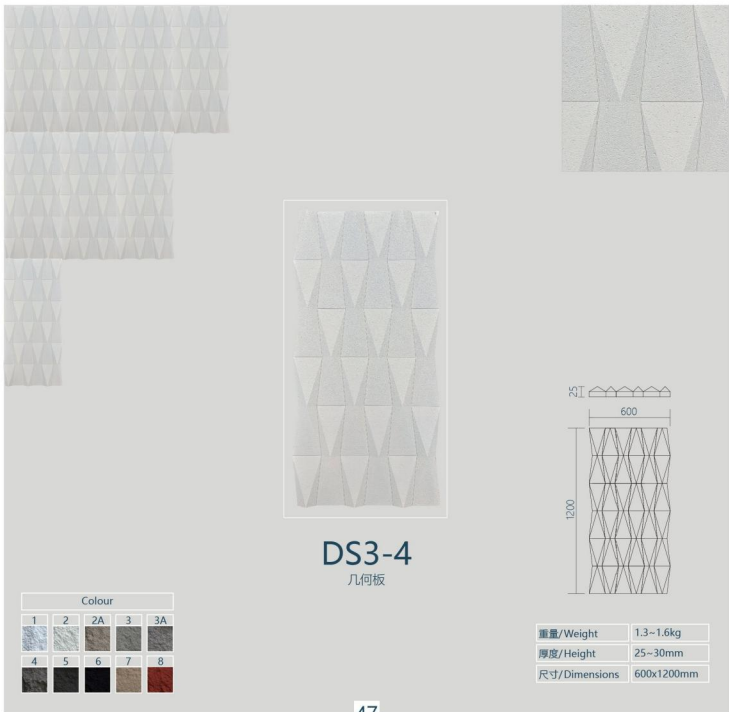 25
600
1200
DS3-4
几何板
Colour
1 2 2A 3 3A
4 5 6 7 8
重量/Weight 1.3~1.6kg
厚度/Height 25~30mm
尺寸/Dimensions 600x1200mm
47